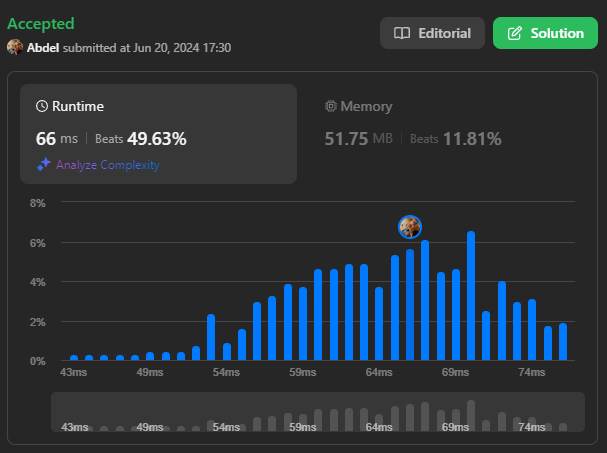 Accepted
Editorial
Solution
Abdel submitted at Jun 20, 2024 17:30
Runtime
Memory
66 ms | Beats 49.63%
51.75 MB | Beats 11.81%
Analyze Complexity
8%
6%
4%
2%
0%
43ms 49ms 54ms 59ms 64ms 69ms 74ms
43ms 49ms 54ms 59ms 64ms 69ms 74ms